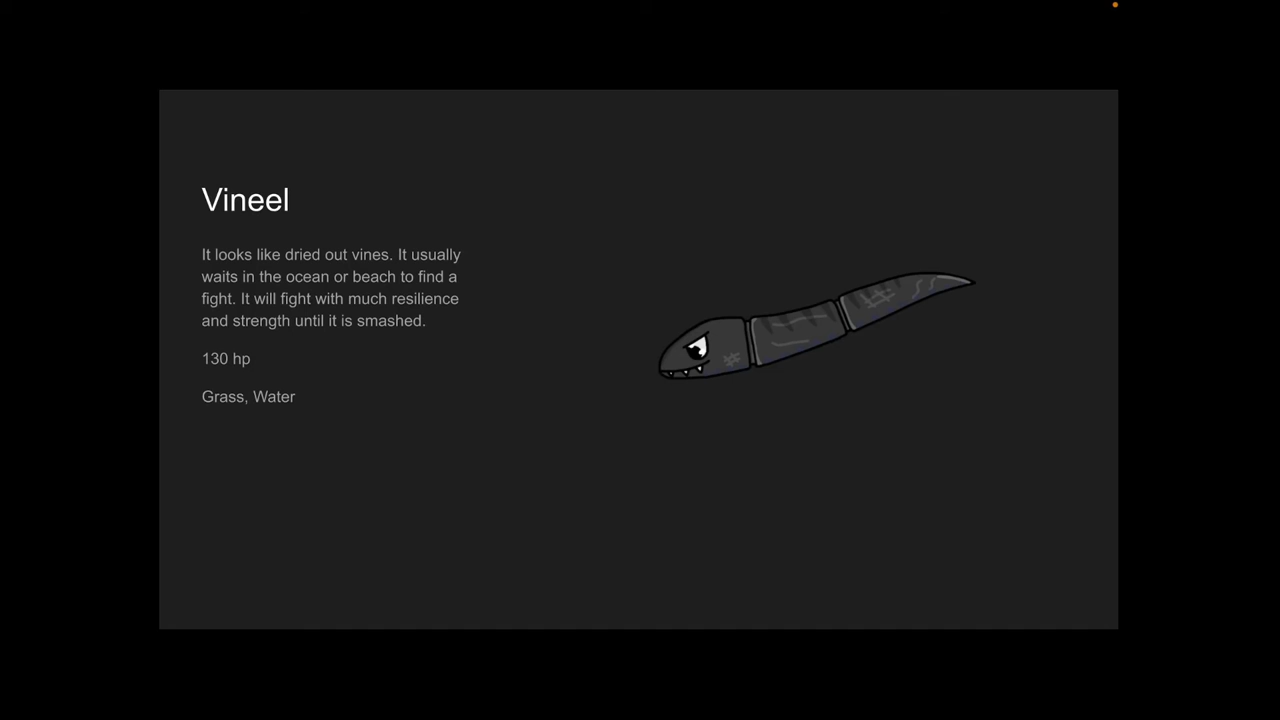 Vineel
It looks like dried out vines. It usually
waits in the ocean or beach to find a
fight. It will fight with much resilience
and strength until it is smashed.
130 hp
Grass, Water